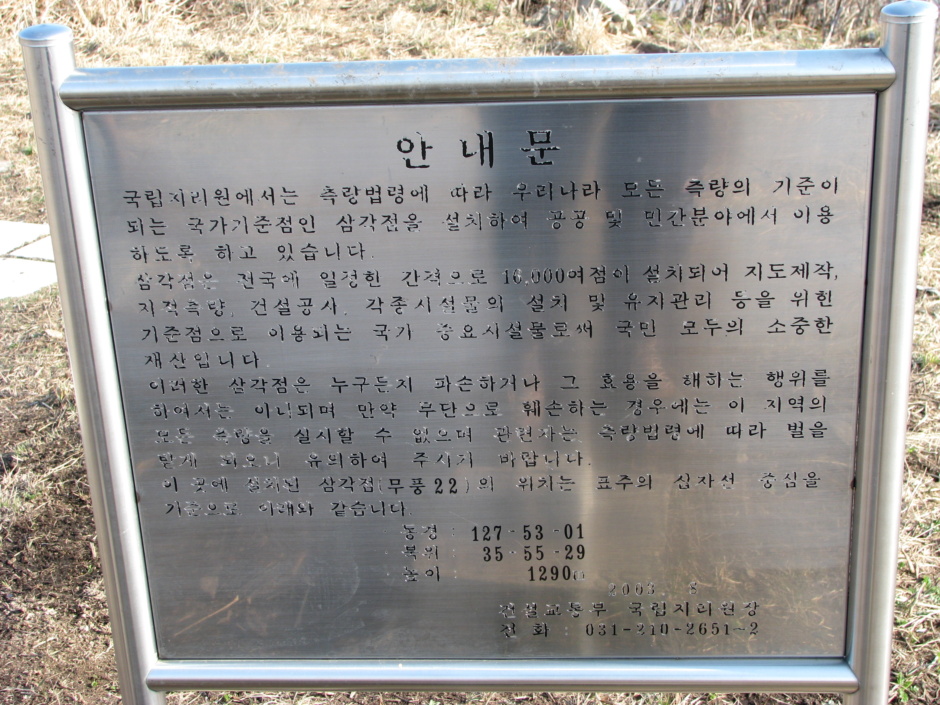 안내문
국립지리원에서는 측량법령에 따라 우리나라 모든 측량의 기준이
되는 국가기준점인 삼각점을 설치하여 공공 및 민간분야에서 이용
하도록 하고 있습니다.
삼각점은 전국에 일정한 간격으로 16,000여점이 설치되어 지도제작,
지적측량, 건설공사, 각종시설물의 설치 및 유지관리 등을 위한
기준점으로 이용되는 국가 중요시설물로써 국민 모두의 소중한
재산입니다
이러한 삼각점은 누구든지 파손하거나 그 효용을 해하는 행위를
하여서는 아니되며 만약 무단으로 훼손하는 경우에는 이 지역의
모든 측량을 실시할 수 없으며 관련자는 측량법령에 따라 벌을
받게 되오니 유의하여 주시기 바랍니다.
이 곳에 설치된 삼각점(무풍22)의 위치는 표주의 십자선 중심을
기준으로 아래와 같습니다.
동경 : 127-53-01
북위 : 35-55-29
높이 : 1290m
2003 8
건설교통부 국립지리원장
전화 : 031-210-2651~2